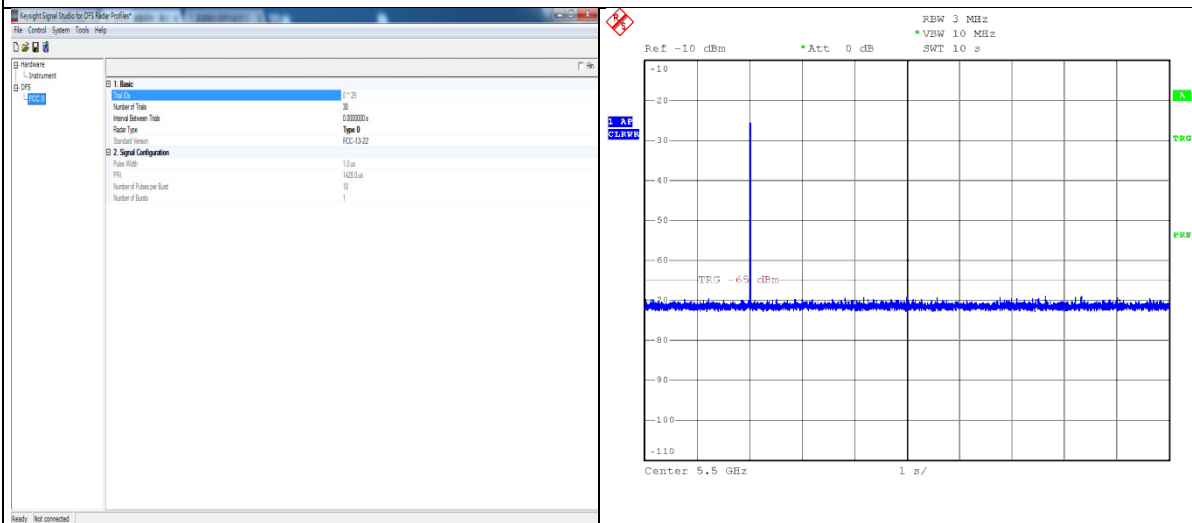 Keysight Signal Studio for DFS Radar Profiles*
File Control System Tools Help
Hardware
Instrument
DFS
FCC 0
1. Basic
Trial IDs 0 ~ 29
Number of Trials 30
Interval Between Trials 0.0000000 s
Radar Type Type 0
Standard Version FCC-13-22
2. Signal Configuration
Pulse Width 1.0 us
PRI 1428.0 us
Number of Pulses per Burst 18
Number of Bursts 1
Ready Not connected
R S
RBW 3 MHz
*VBW 10 MHz
Ref -10 dBm *Att 0 dB SWT 10 s
-10
-20
A
1 AP
CLRWR
-30
TRG
-40
-50
PRN
-60
TRG -65 dBm
-70
-80
-90
-100
-110
Center 5.5 GHz 1 s/